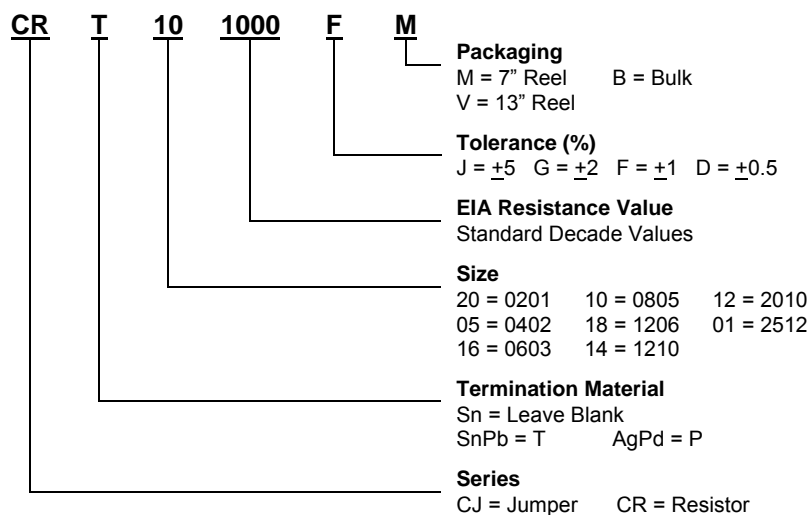 CR T 10 1000 F M
Packaging
M = 7” Reel B = Bulk
V = 13” Reel
Tolerance (%)
J = ±5 G = ±2 F = ±1 D = ±0.5
EIA Resistance Value
Standard Decade Values
Size
20 = 0201 10 = 0805 12 = 2010
05 = 0402 18 = 1206 01 = 2512
16 = 0603 14 = 1210
Termination Material
Sn = Leave Blank
SnPb = T AgPd = P
Series
CJ = Jumper CR = Resistor